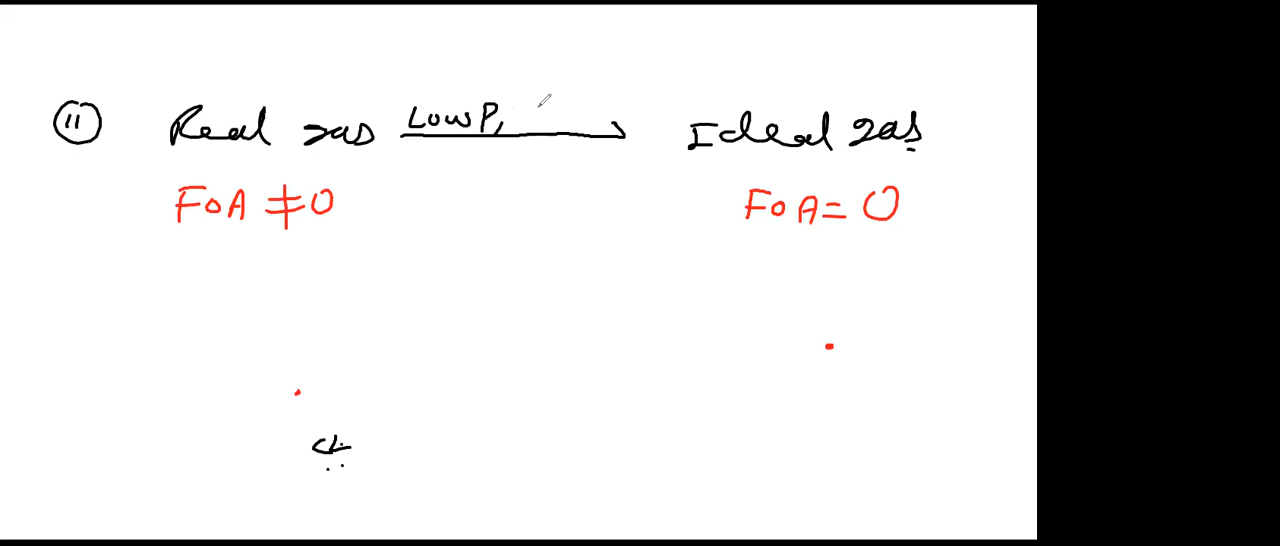 11 Real gas Low P, Ideal gas
FOA ≠ 0 FOA = 0